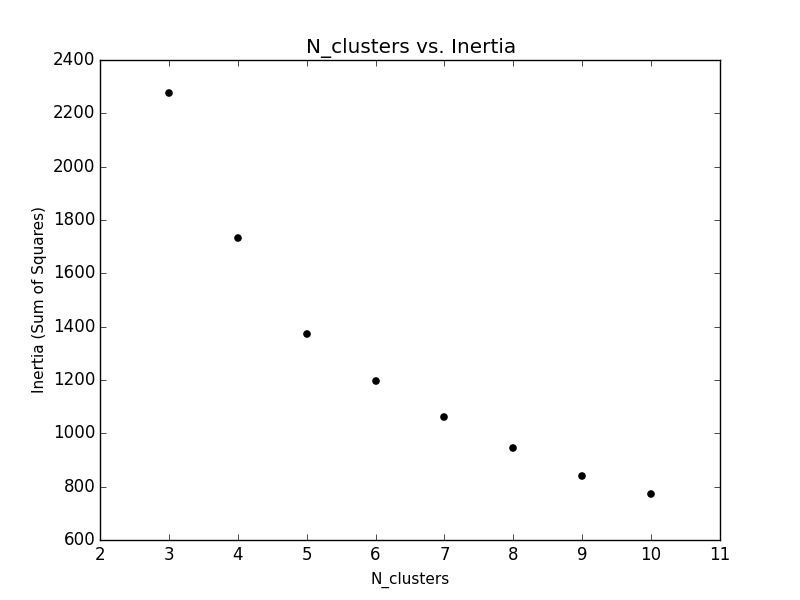 N_clusters vs. Inertia
2400
2200
2000
1800
1600
1400
1200
1000
800
600
Inertia (Sum of Squares)
2 3 4 5 6 7 8 9 10 11
N_clusters